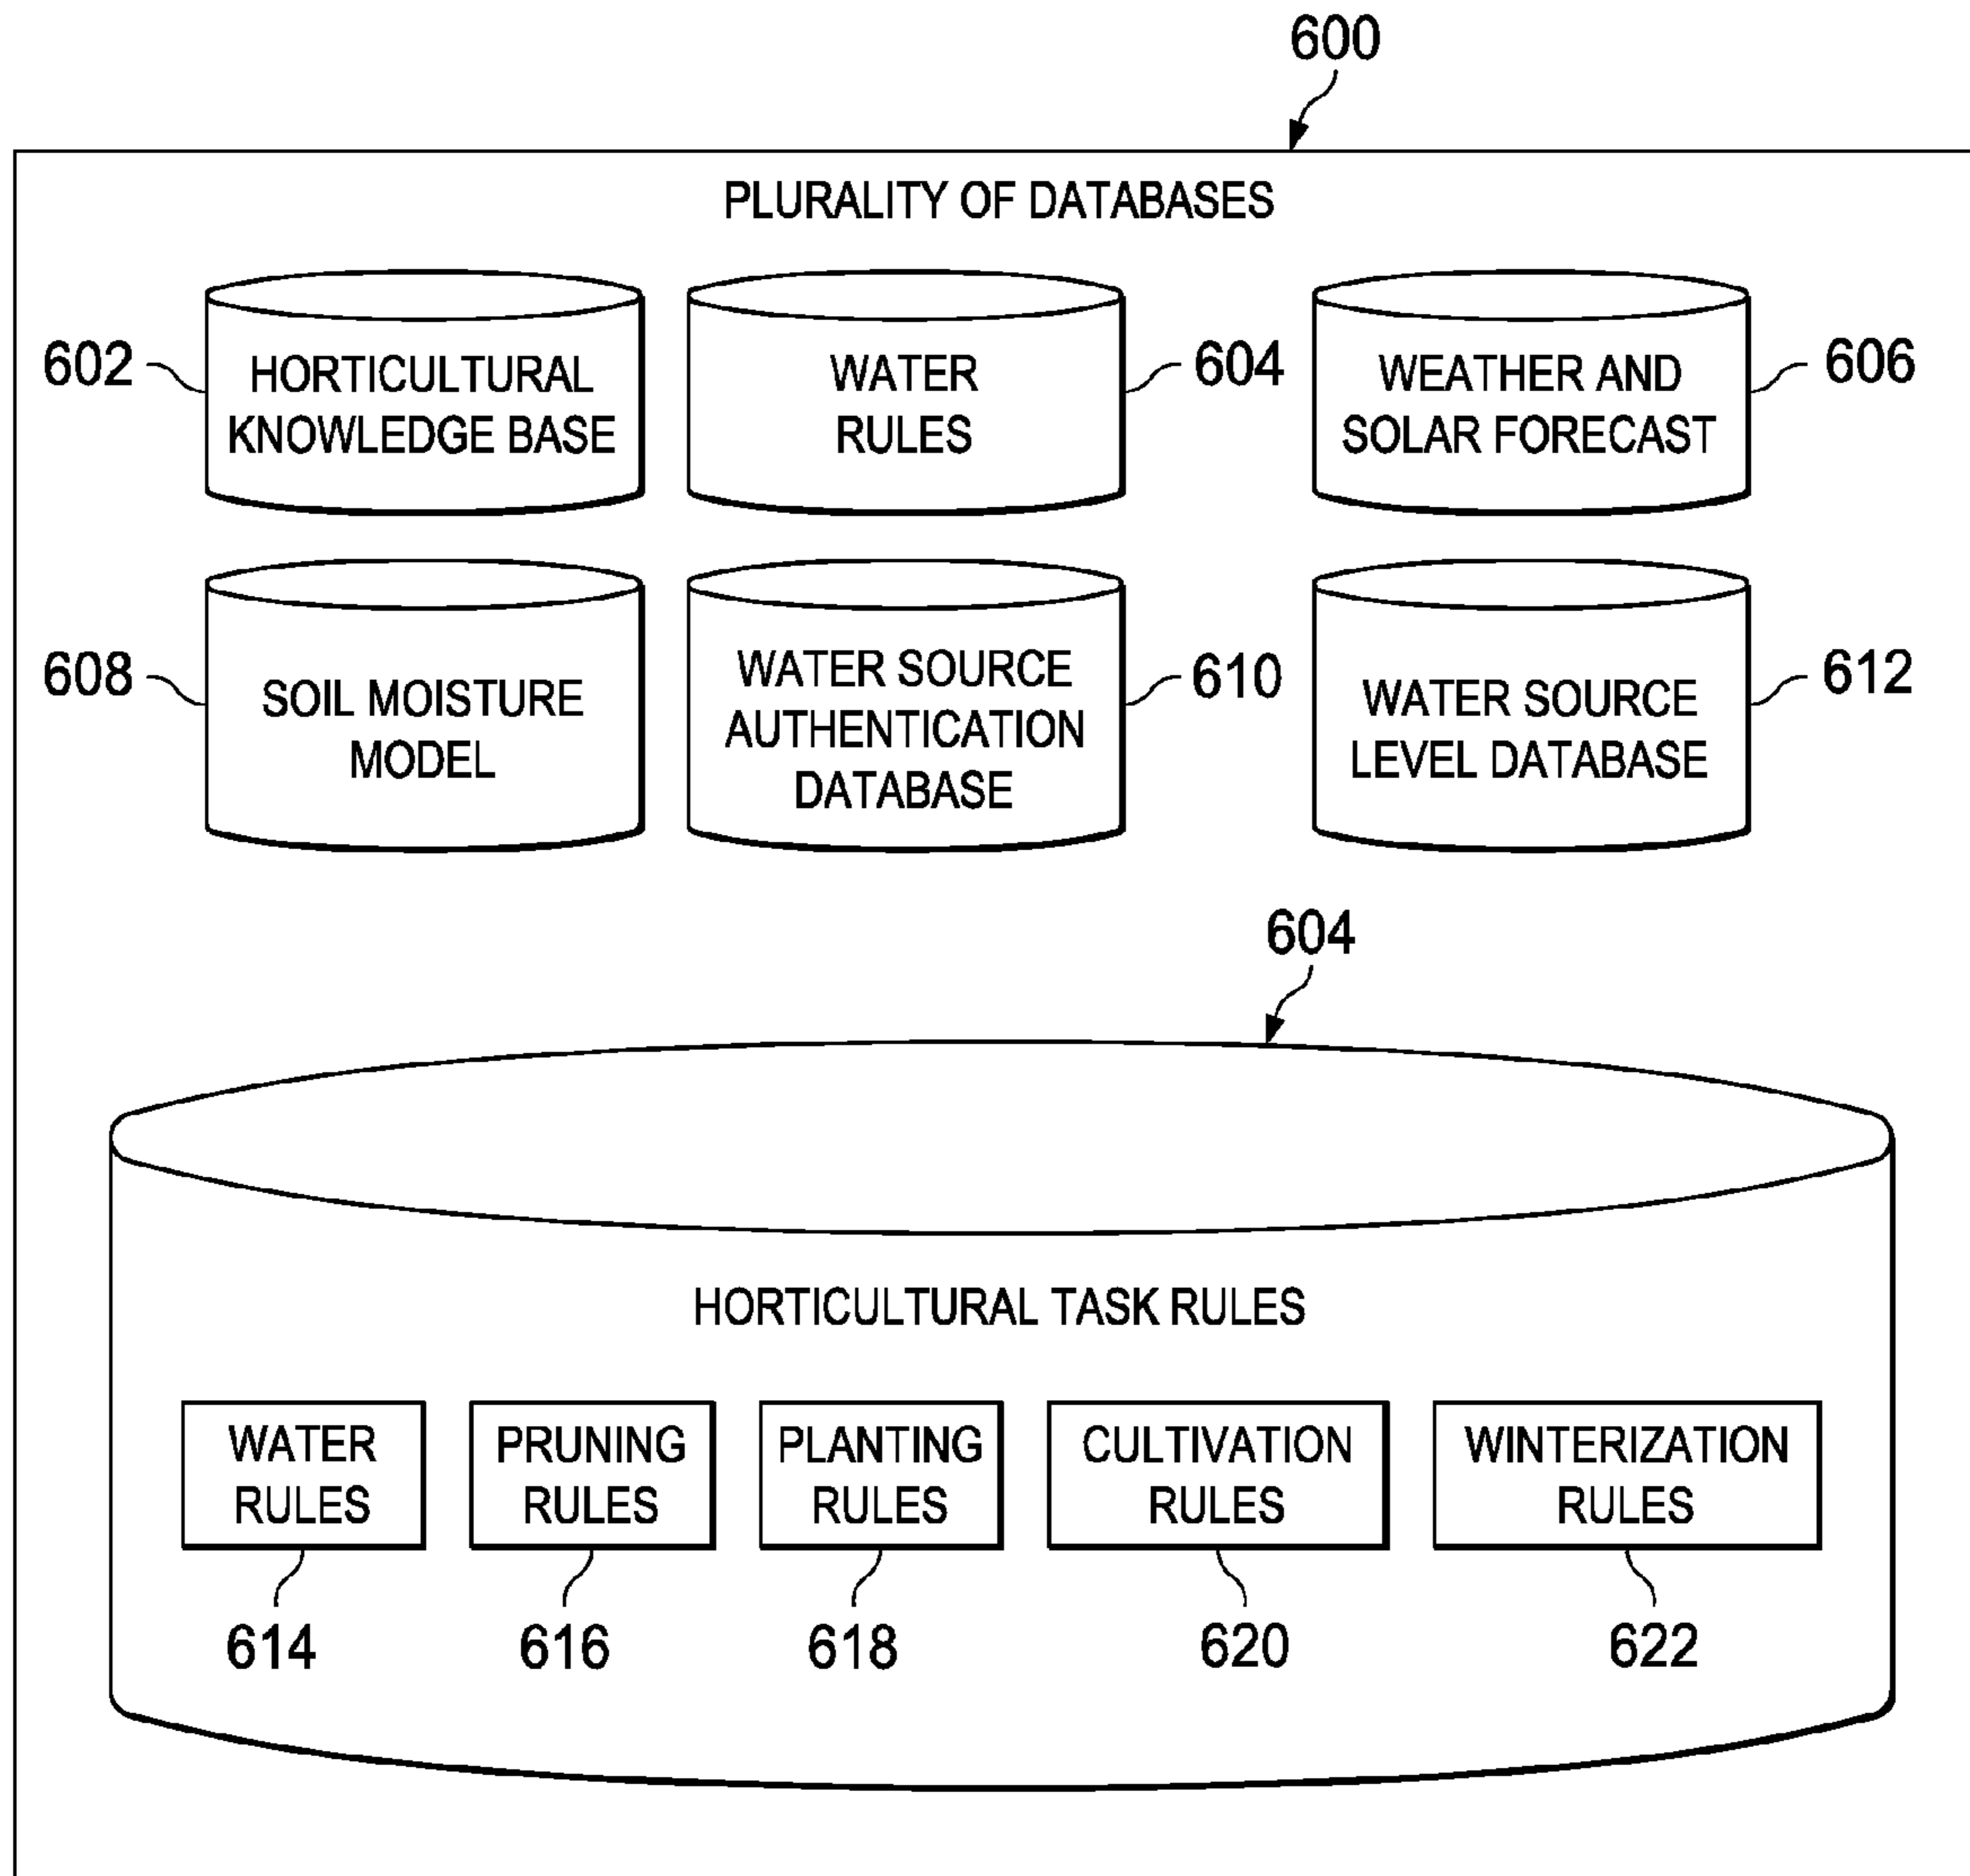 600
PLURALITY OF DATABASES
602
HORTICULTURAL
KNOWLEDGE BASE
WATER
RULES
604
WEATHER AND
SOLAR FORECAST
606
608
SOIL MOISTURE
MODEL
WATER SOURCE
AUTHENTICATION
DATABASE
610
WATER SOURCE
LEVEL DATABASE
612
604
HORTICULTURAL TASK RULES
WATER
RULES
PRUNING
RULES
PLANTING
RULES
CULTIVATION
RULES
WINTERIZATION
RULES
614
616
618
620
622